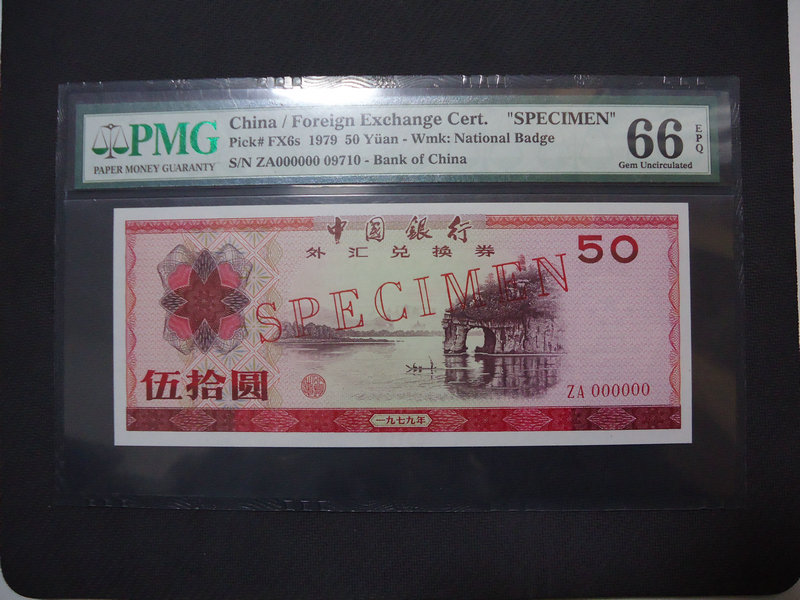 PMG
PAPER MONEY GUARANTY
China / Foreign Exchange Cert. "SPECIMEN"
Pick# FX6s 1979 50 Yüan - Wmk: National Badge
S/N ZA000000 09710 - Bank of China
66 EPQ
Gem Uncirculated
中国銀行
外汇兑换券
50
SPECIMEN
伍拾圆
ZA 000000
一九七九年